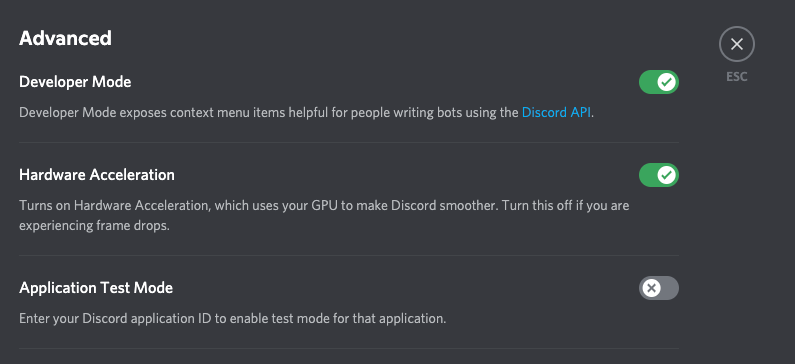 Advanced
ESC
Developer Mode
Developer Mode exposes context menu items helpful for people writing bots using the Discord API.
Hardware Acceleration
Turns on Hardware Acceleration, which uses your GPU to make Discord smoother. Turn this off if you are
experiencing frame drops.
Application Test Mode
Enter your Discord application ID to enable test mode for that application.